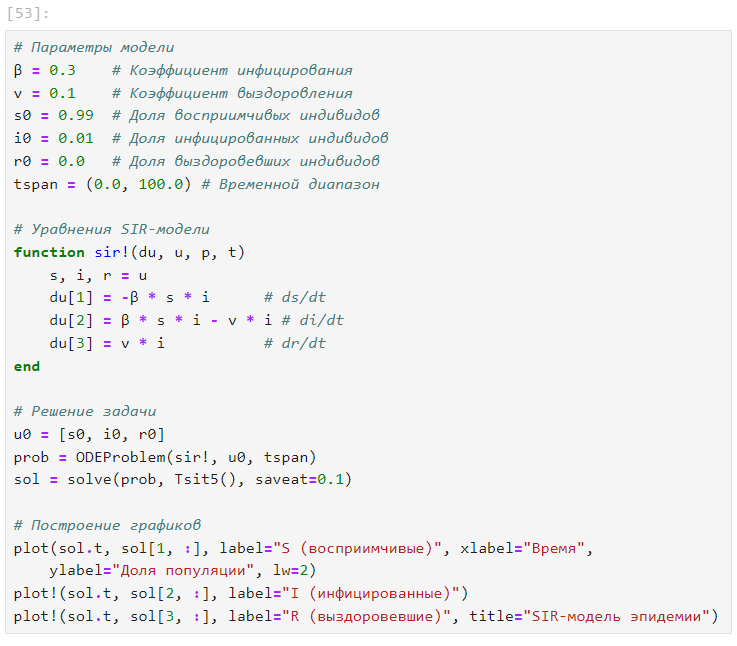 [53]:
# Параметры модели
β = 0.3    # Коэффициент инфицирования
ν = 0.1    # Коэффициент выздоровления
s0 = 0.99  # Доля восприимчивых индивидов
i0 = 0.01  # Доля инфицированных индивидов
r0 = 0.0   # Доля выздоровевших индивидов
tspan = (0.0, 100.0) # Временной диапазон
# Уравнения SIR-модели
function sir!(du, u, p, t)
    s, i, r = u
    du[1] = -β * s * i      # ds/dt
    du[2] = β * s * i - ν * i # di/dt
    du[3] = ν * i           # dr/dt
end
# Решение задачи
u0 = [s0, i0, r0]
prob = ODEProblem(sir!, u0, tspan)
sol = solve(prob, Tsit5(), saveat=0.1)
# Построение графиков
plot(sol.t, sol[1, :], label="S (восприимчивые)", xlabel="Время",
    ylabel="Доля популяции", lw=2)
plot!(sol.t, sol[2, :], label="I (инфицированные)")
plot!(sol.t, sol[3, :], label="R (выздоровевшие)", title="SIR-модель эпидемии")